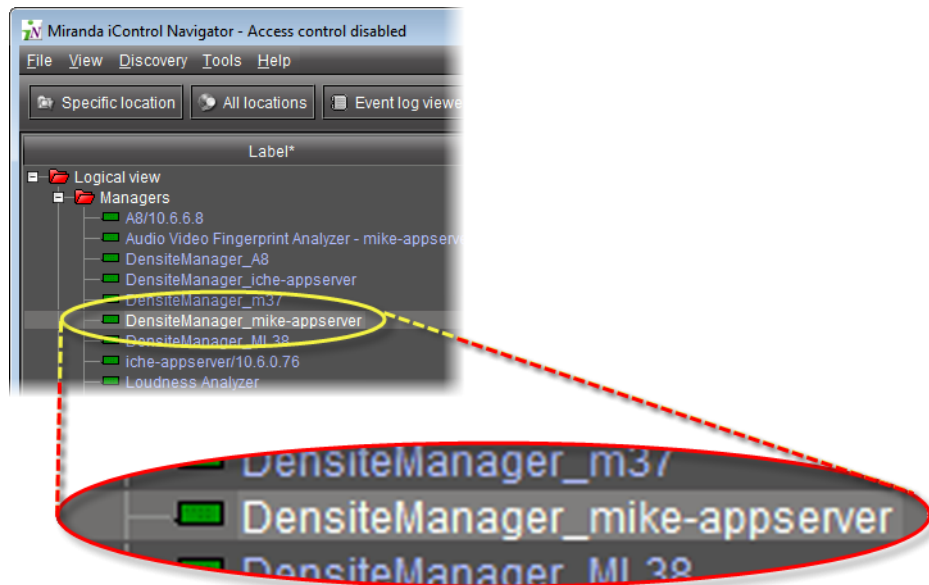 Miranda iControl Navigator - Access control disabled
File View Discovery Tools Help
Specific location All locations Event log viewe
Label*
Logical view
Managers
A8/10.6.6.8
Audio Video Fingerprint Analyzer - mike-appserve
DensiteManager_A8
DensiteManager_iche-appserver
DensiteManager_m37
DensiteManager_mike-appserver
DensiteManager_ML38
iche-appserver/10.6.0.76
Loudness Analyzer
DensiteManager_m37
DensiteManager_mike-appserver
DensiteManager_ML38